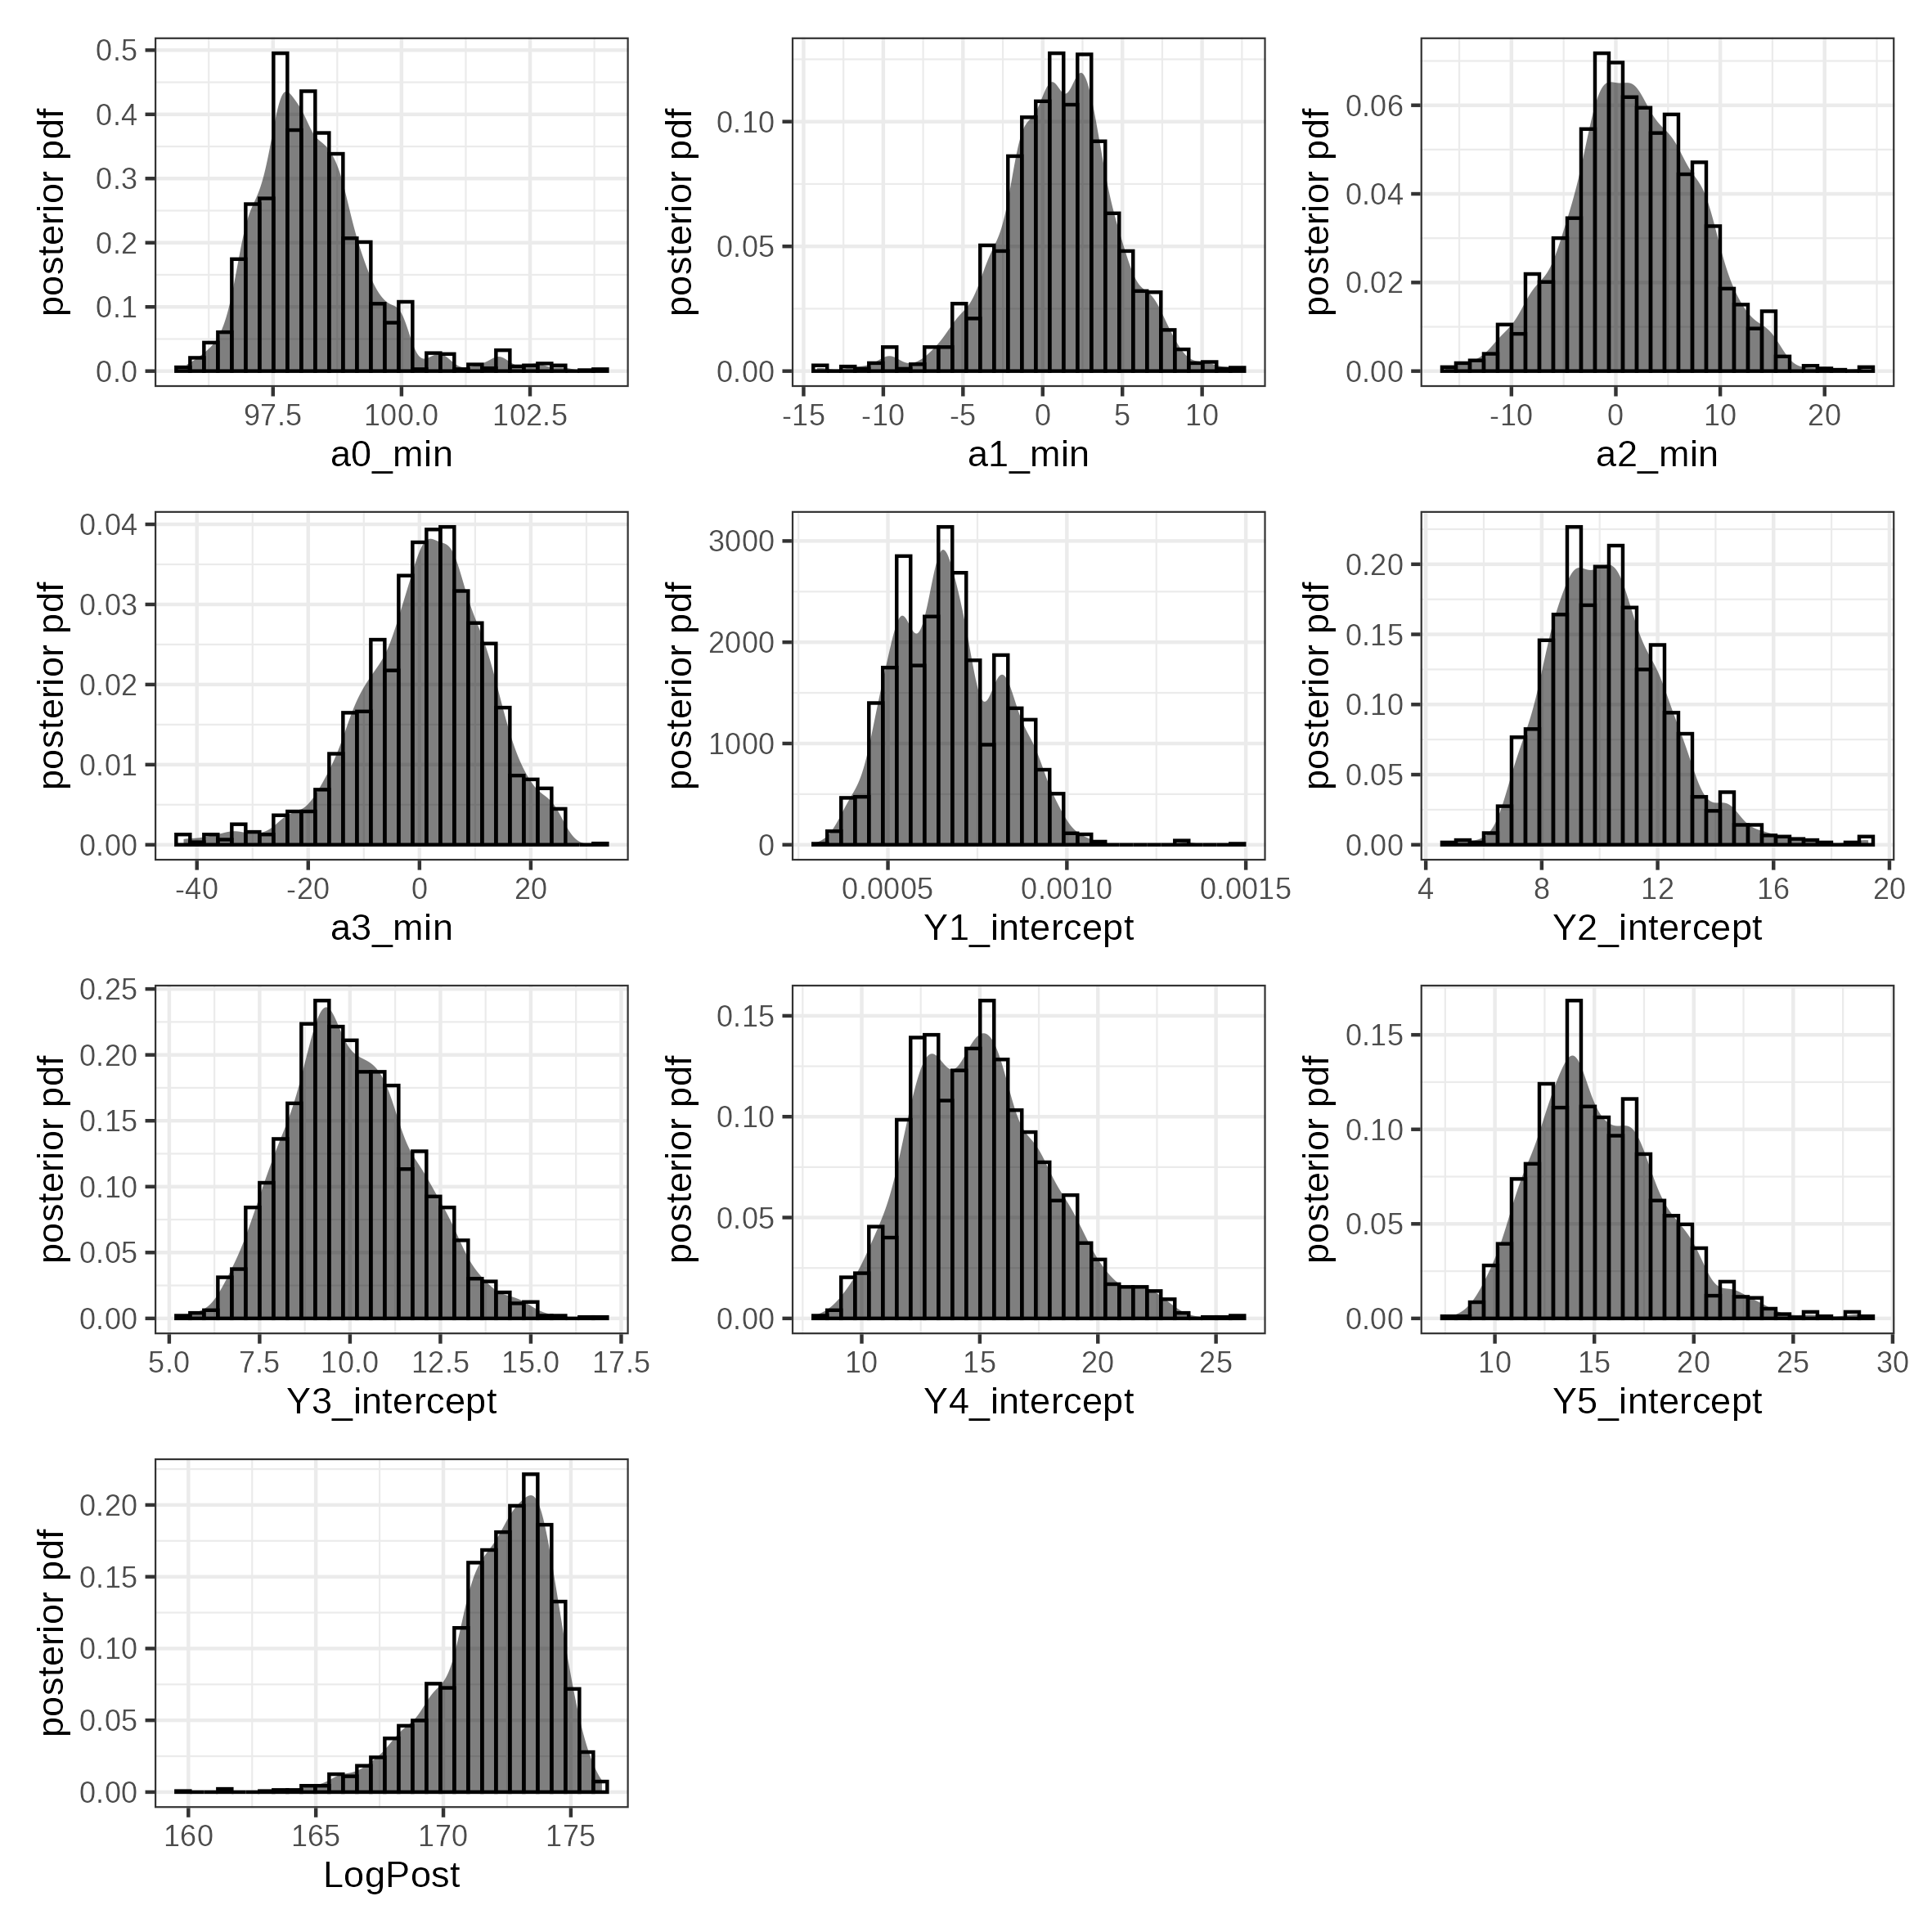 posterior pdf
0.5
0.4
0.3
0.2
0.1
0.0
97.5 100.0 102.5
a0_min
posterior pdf
0.10
0.05
0.00
-15 -10 -5 0 5 10
a1_min
posterior pdf
0.06
0.04
0.02
0.00
-10 0 10 20
a2_min
posterior pdf
0.04
0.03
0.02
0.01
0.00
-40 -20 0 20
a3_min
posterior pdf
3000
2000
1000
0
0.0005 0.0010 0.0015
Y1_intercept
posterior pdf
0.20
0.15
0.10
0.05
0.00
4 8 12 16 20
Y2_intercept
posterior pdf
0.25
0.20
0.15
0.10
0.05
0.00
5.0 7.5 10.0 12.5 15.0 17.5
Y3_intercept
posterior pdf
0.15
0.10
0.05
0.00
10 15 20 25
Y4_intercept
posterior pdf
0.15
0.10
0.05
0.00
10 15 20 25 30
Y5_intercept
posterior pdf
0.20
0.15
0.10
0.05
0.00
160 165 170 175
LogPost